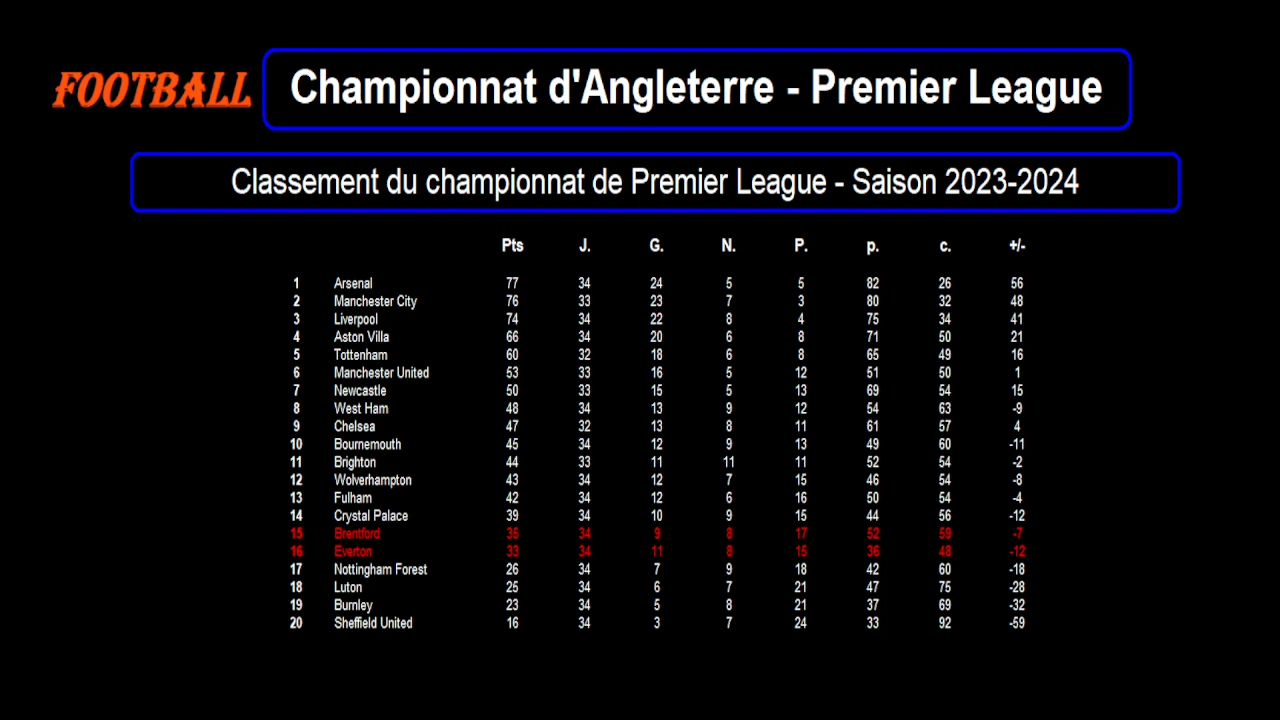 FOOTBALL Championnat d'Angleterre - Premier League
Classement du championnat de Premier League - Saison 2023-2024
Pts J. G. N. P. p. c. +/-
1 Arsenal 77 34 24 5 5 82 26 56
2 Manchester City 76 33 23 7 3 80 32 48
3 Liverpool 74 34 22 8 4 75 34 41
4 Aston Villa 66 34 20 6 8 71 50 21
5 Tottenham 60 32 18 6 8 65 49 16
6 Manchester United 53 33 16 5 12 51 50 1
7 Newcastle 50 33 15 5 13 69 54 15
8 West Ham 48 34 13 9 12 54 63 -9
9 Chelsea 47 32 13 8 11 61 57 4
10 Bournemouth 45 34 12 9 13 49 60 -11
11 Brighton 44 33 11 11 11 52 54 -2
12 Wolverhampton 43 34 12 7 15 46 54 -8
13 Fulham 42 34 12 6 16 50 54 -4
14 Crystal Palace 39 34 10 9 15 44 56 -12
15 Brentford 35 34 9 8 17 52 59 -7
16 Everton 33 34 11 8 15 36 48 -12
17 Nottingham Forest 26 34 7 9 18 42 60 -18
18 Luton 25 34 6 7 21 47 75 -28
19 Burnley 23 34 5 8 21 37 69 -32
20 Sheffield United 16 34 3 7 24 33 92 -59